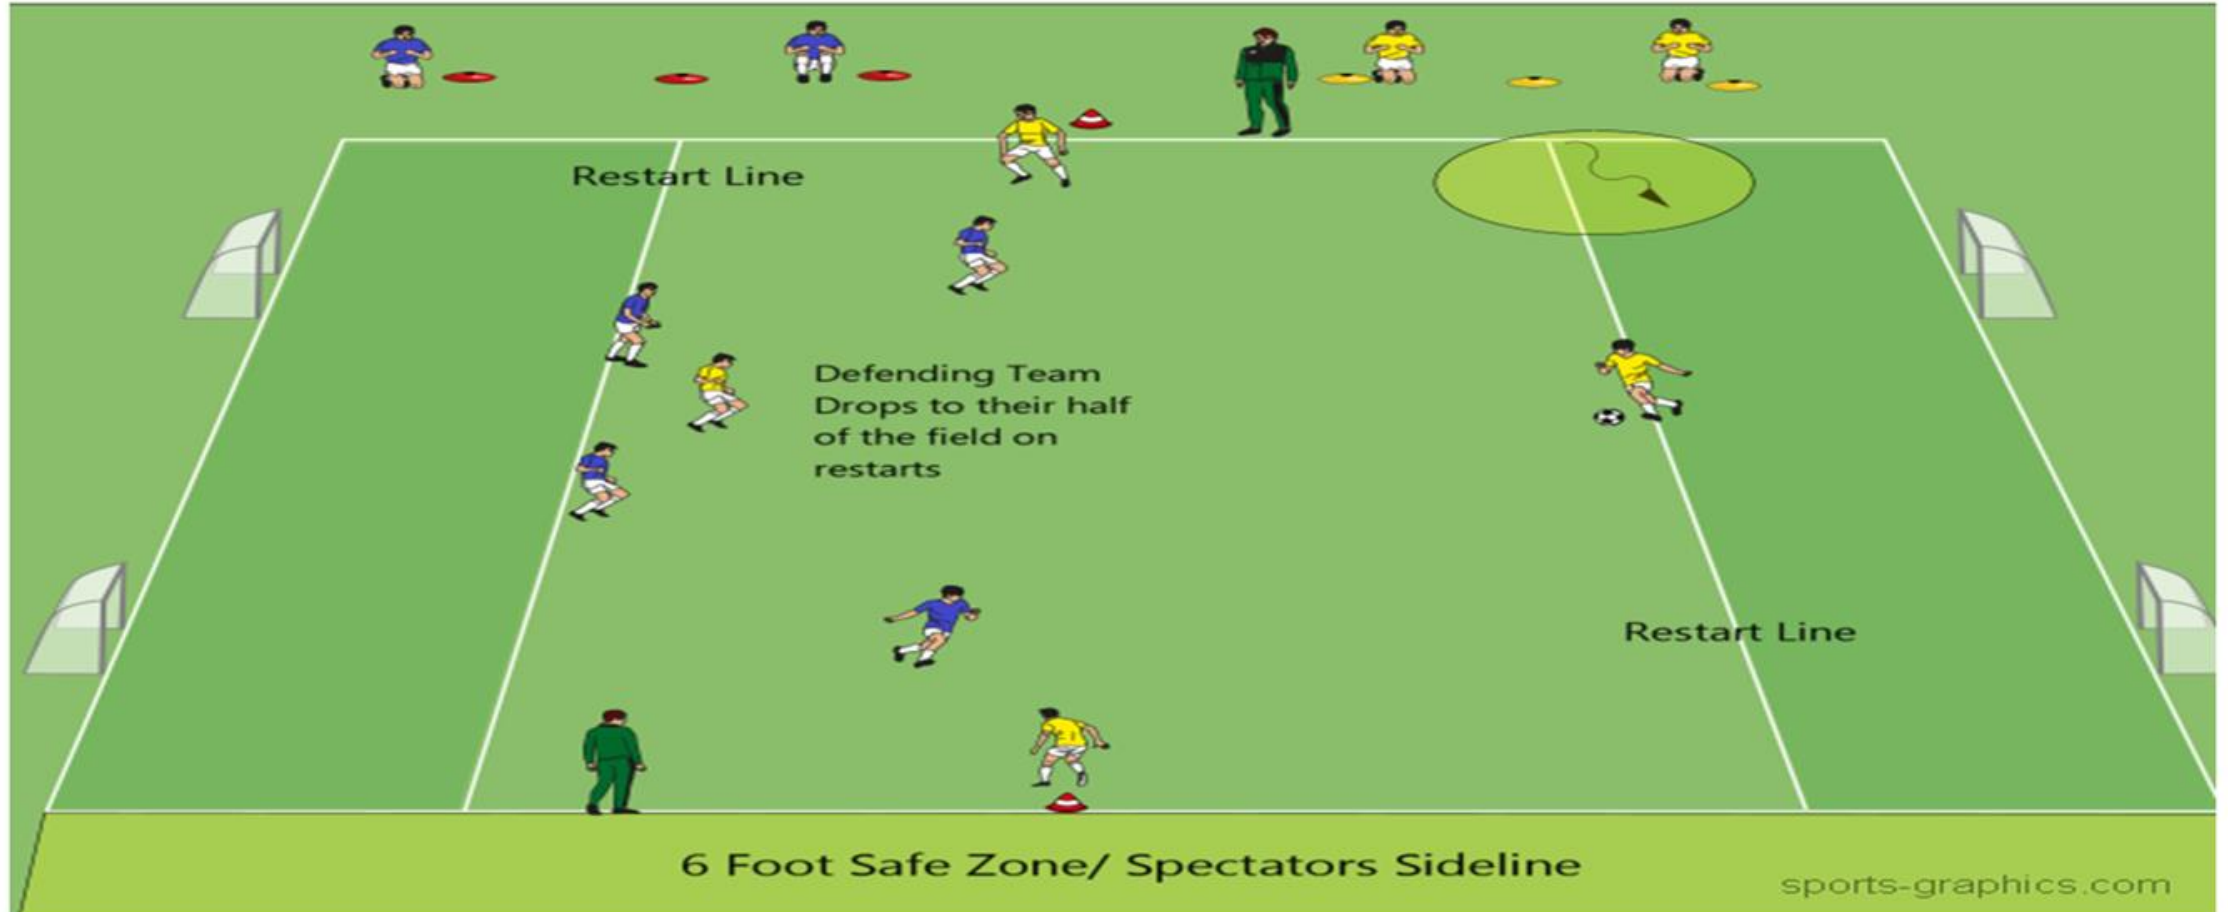 Restart Line
Defending Team
Drops to their half
of the field on
restarts
Restart Line
6 Foot Safe Zone/ Spectators Sideline
sports-graphics.com